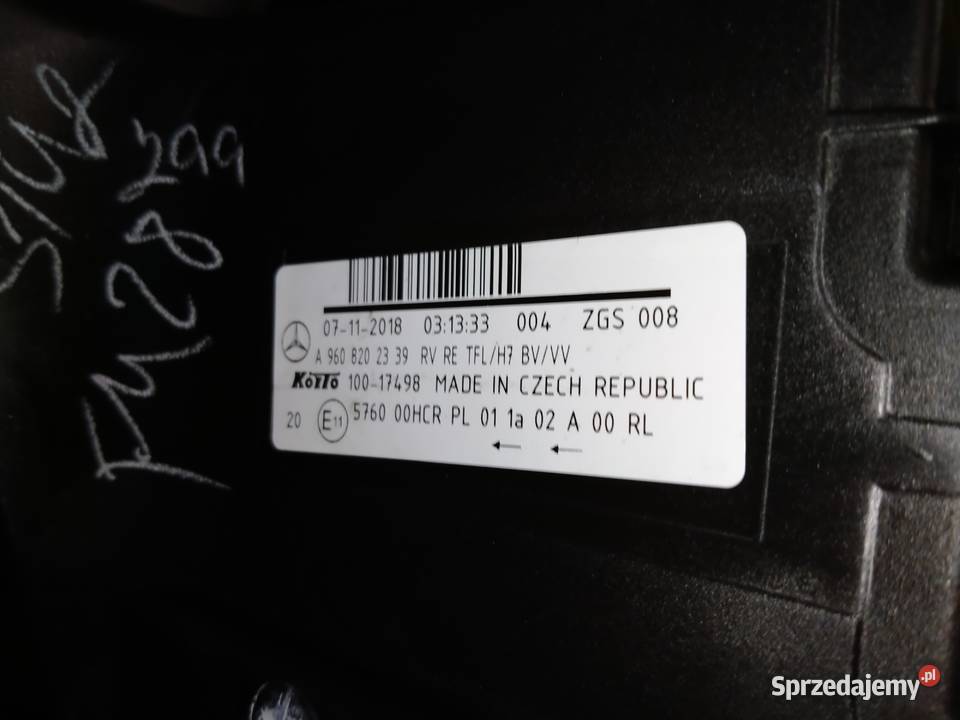 299
07-11-2018 03:13:33 004 ZGS 008
A 960 820 23 39 RV RE TFL/H7 BV/VV
KOITO 100-17498 MADE IN CZECH REPUBLIC
20 E11 5760 00HCR PL 01 1a 02 A 00 RL
Sprzedajemy.pl